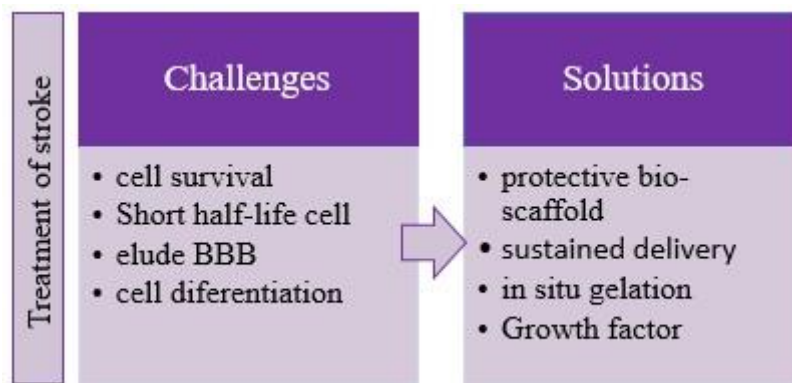 Treatment of stroke
Challenges
• cell survival
• Short half-life cell
• elude BBB
• cell diferentiation
Solutions
• protective bio-
scaffold
• sustained delivery
• in situ gelation
• Growth factor